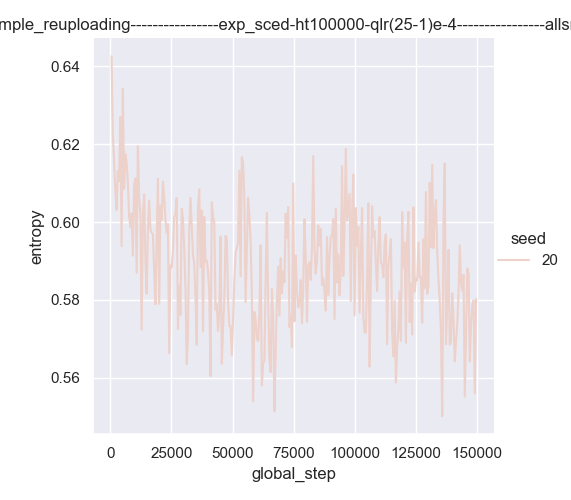 mple_reuploading----------------exp_sced-ht100000-qlr(25-1)e-4----------------allsr
0.64
0.62
0.60
0.58
0.56
entropy
seed
20
0 25000 50000 75000 100000 125000 150000
global_step